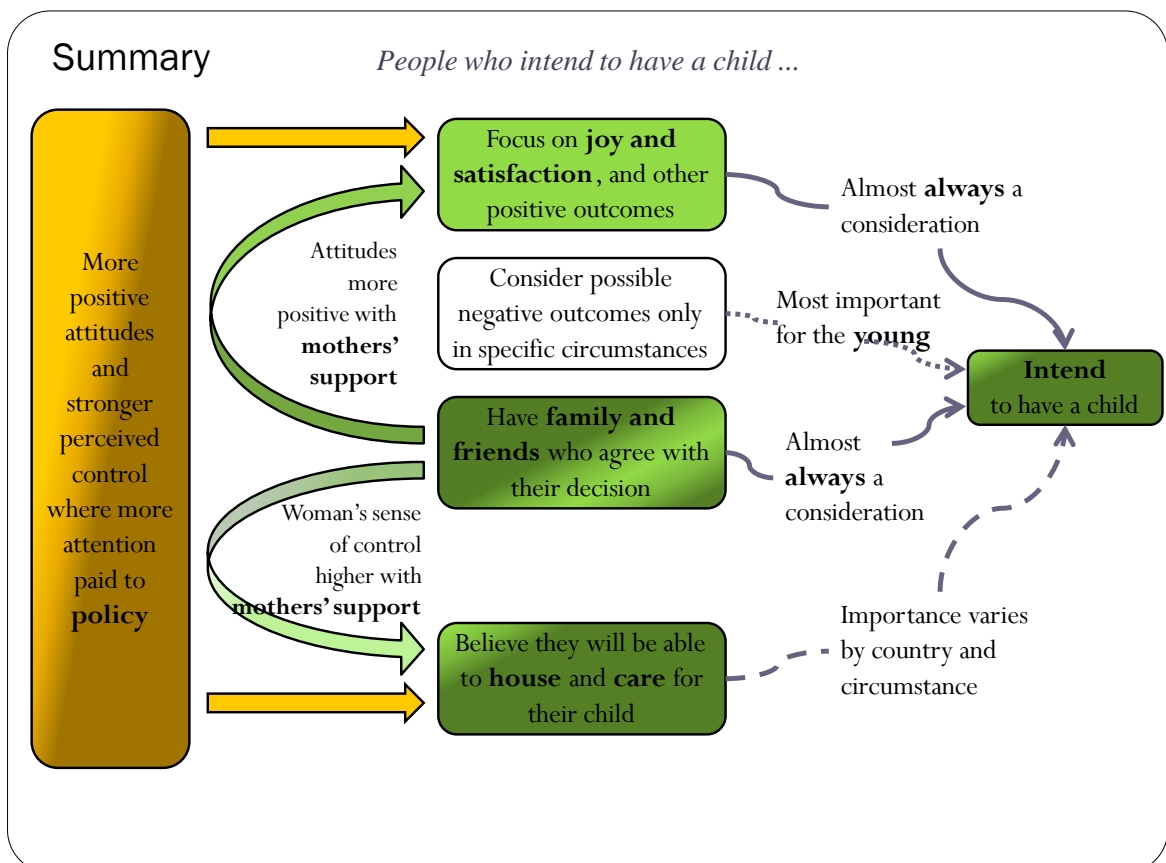 Summary
People who intend to have a child ...
More
positive
attitudes
and
stronger
perceived
control
where more
attention
paid to
policy
Focus on joy and
satisfaction, and other
positive outcomes
Almost always a
consideration
Attitudes
more
positive with
mothers'
support
Consider possible
negative outcomes only
in specific circumstances
Most important
for the young
Intend
to have a child
Have family and
friends who agree with
their decision
Almost
always a
consideration
Woman's sense
of control
higher with
mothers' support
Believe they will be able
to house and care for
their child
Importance varies
by country and
circumstance